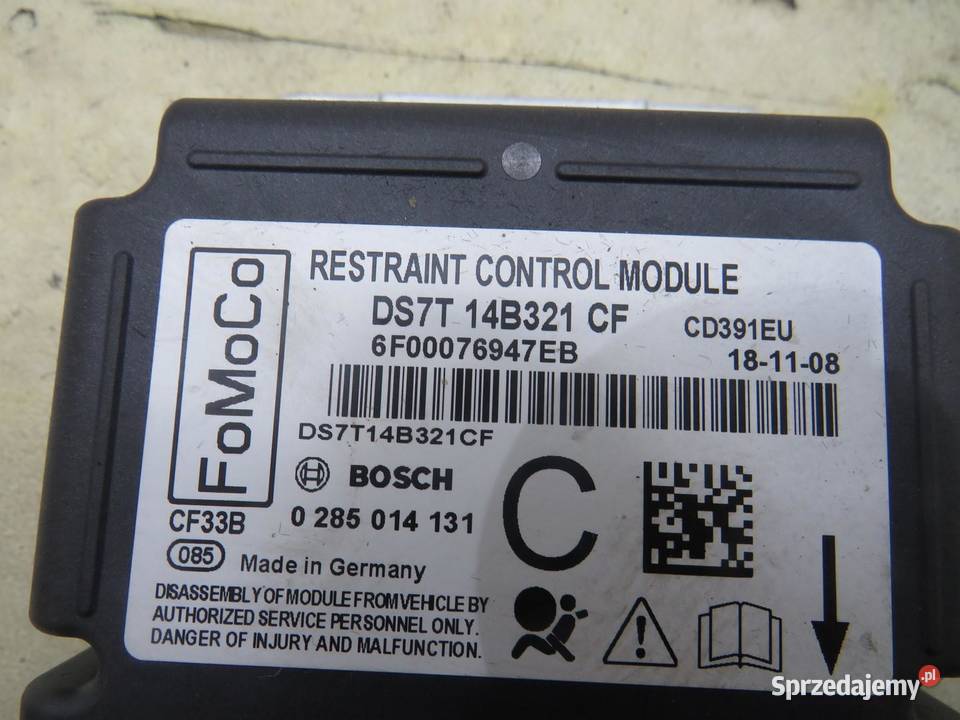 FoMoCo
RESTRAINT CONTROL MODULE
DS7T 14B321 CF
CD391EU
6F00076947EB
18-11-08
DS7T14B321CF
BOSCH
C
CF33B
0 285 014 131
085
Made in Germany
DISASSEMBLY OF MODULE FROM VEHICLE BY
AUTHORIZED SERVICE PERSONNEL ONLY.
DANGER OF INJURY AND MALFUNCTION.
Sprzedajemy.pl